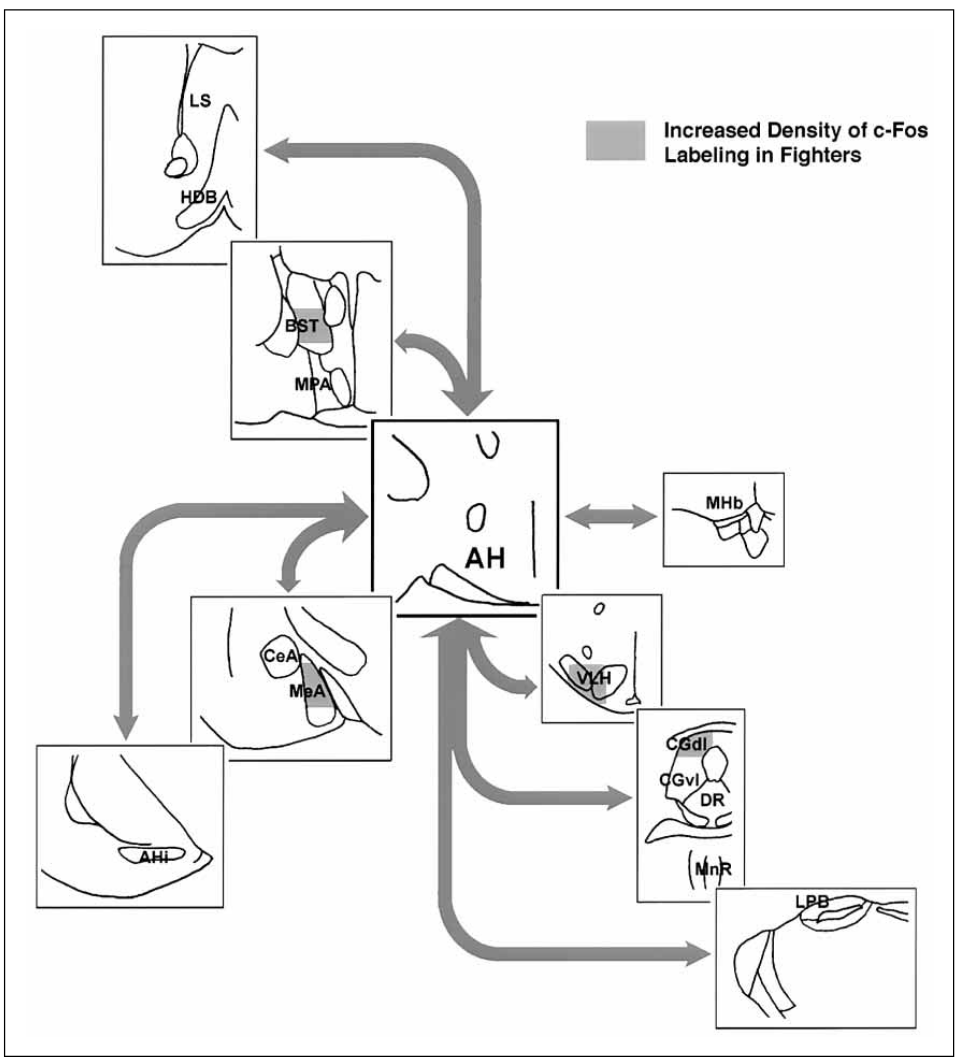 LS
HDB
Increased Density of c-Fos
Labeling in Fighters
BST
MPA
AH
MHb
CeA
MeA
VLH
CGdl
CGvl
DR
MnR
AHi
LPB